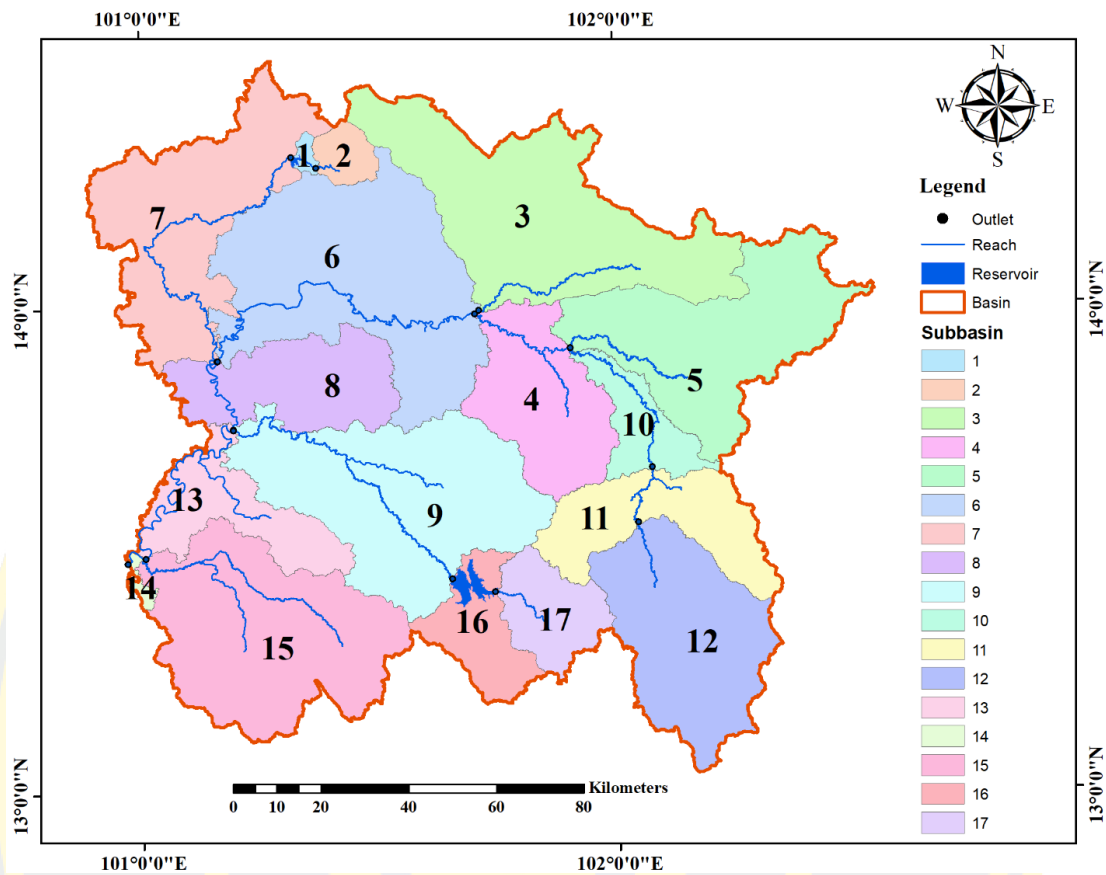 101°0'0"E 102°0'0"E
N
W E
S
14°0'0"N
14°0'0"N
13°0'0"N
13°0'0"N
1
2
3
7
6
8
4
5
10
9
11
13
14
15
16
17
12
Legend
Outlet
Reach
Reservoir
Basin
Subbasin
1
2
3
4
5
6
7
8
9
10
11
12
13
14
15
16
17
Kilometers
0 10 20 40 60 80
101°0'0"E 102°0'0"E